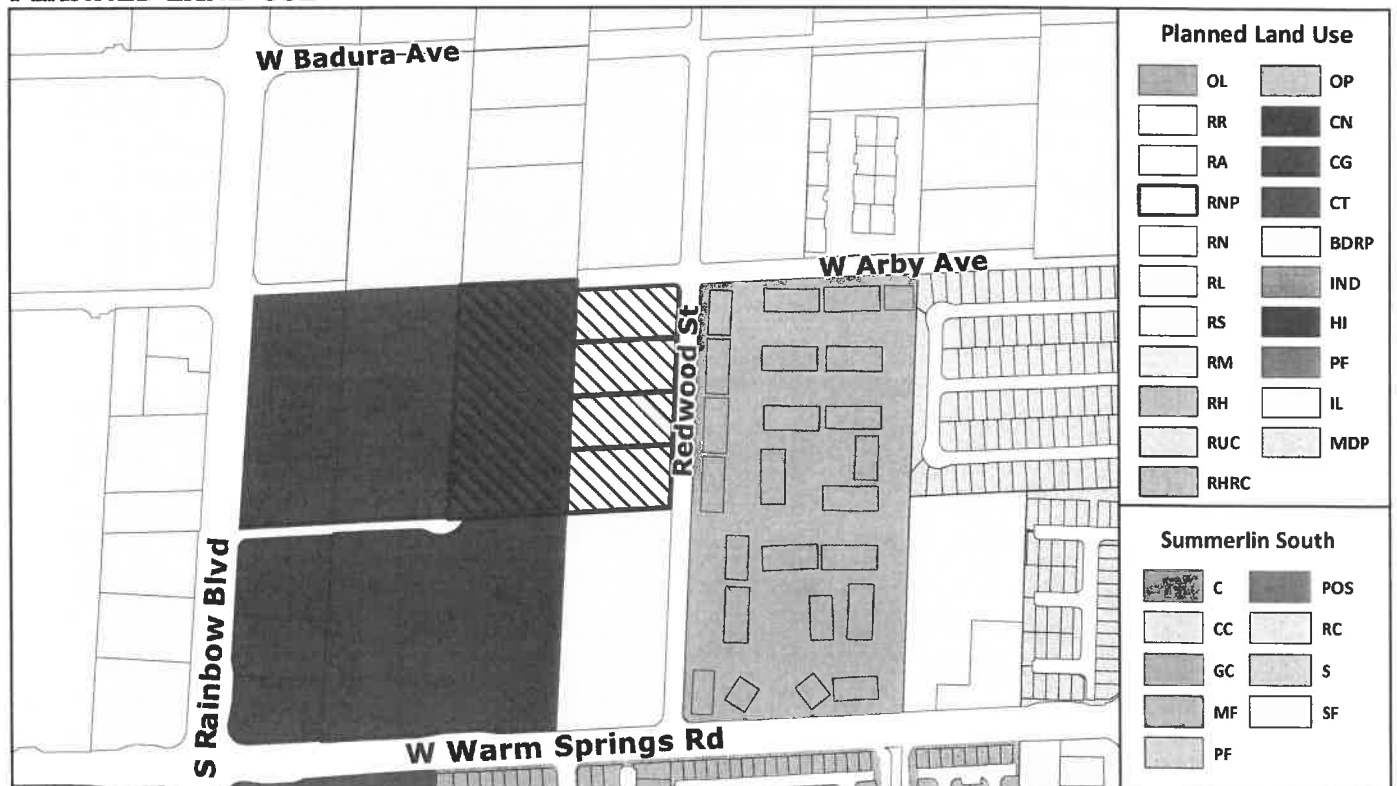 W Badura Ave
W Arby Ave
Redwood St
S Rainbow Blvd
W Warm Springs Rd
Planned Land Use
OL
RR
RA
RNP
RN
RL
RS
RM
RH
RUC
RHRC
OP
CN
CG
CT
BDRP
IND
HI
PF
IL
MDP
Summerlin South
C
CC
GC
MF
PF
POS
RC
S
SF